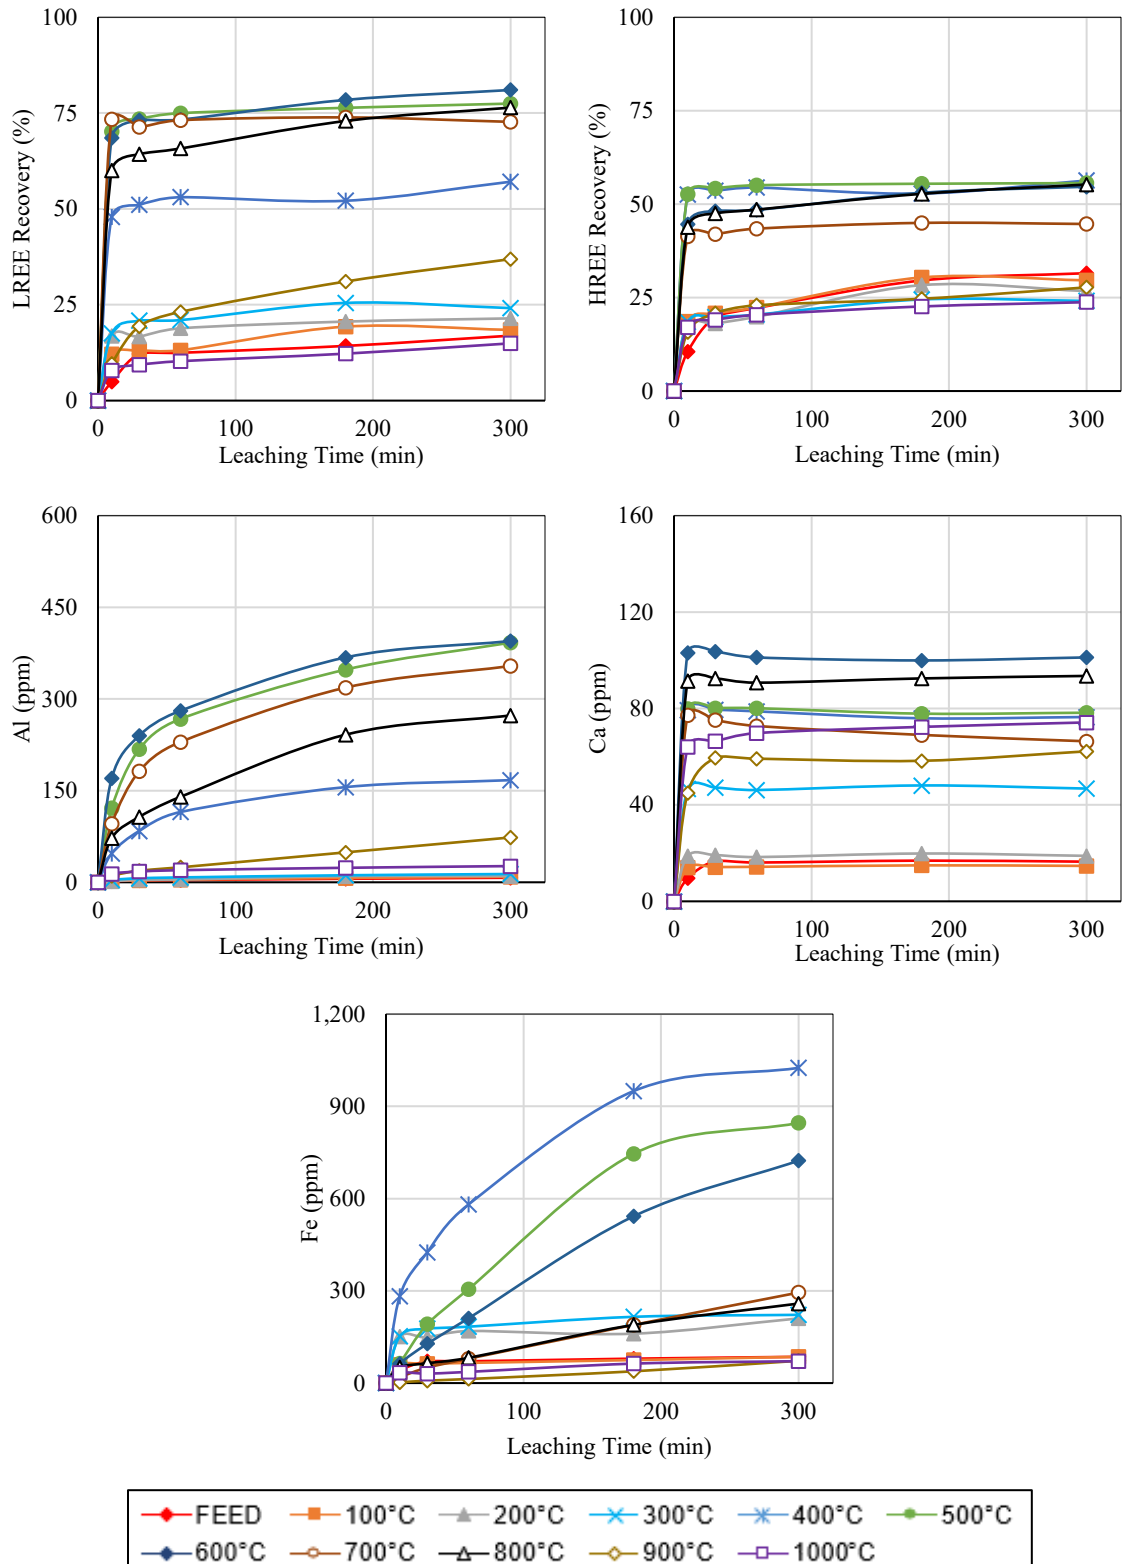 100
75
50
25
0
LREE Recovery (%)
0 100 200 300
Leaching Time (min)
100
75
50
25
0
HREE Recovery (%)
0 100 200 300
Leaching Time (min)
600
450
300
150
0
Al (ppm)
0 100 200 300
Leaching Time (min)
160
120
80
40
0
Ca (ppm)
0 100 200 300
Leaching Time (min)
1,200
900
600
300
0
Fe (ppm)
0 100 200 300
Leaching Time (min)
FEED 100°C 200°C 300°C 400°C 500°C
600°C 700°C 800°C 900°C 1000°C